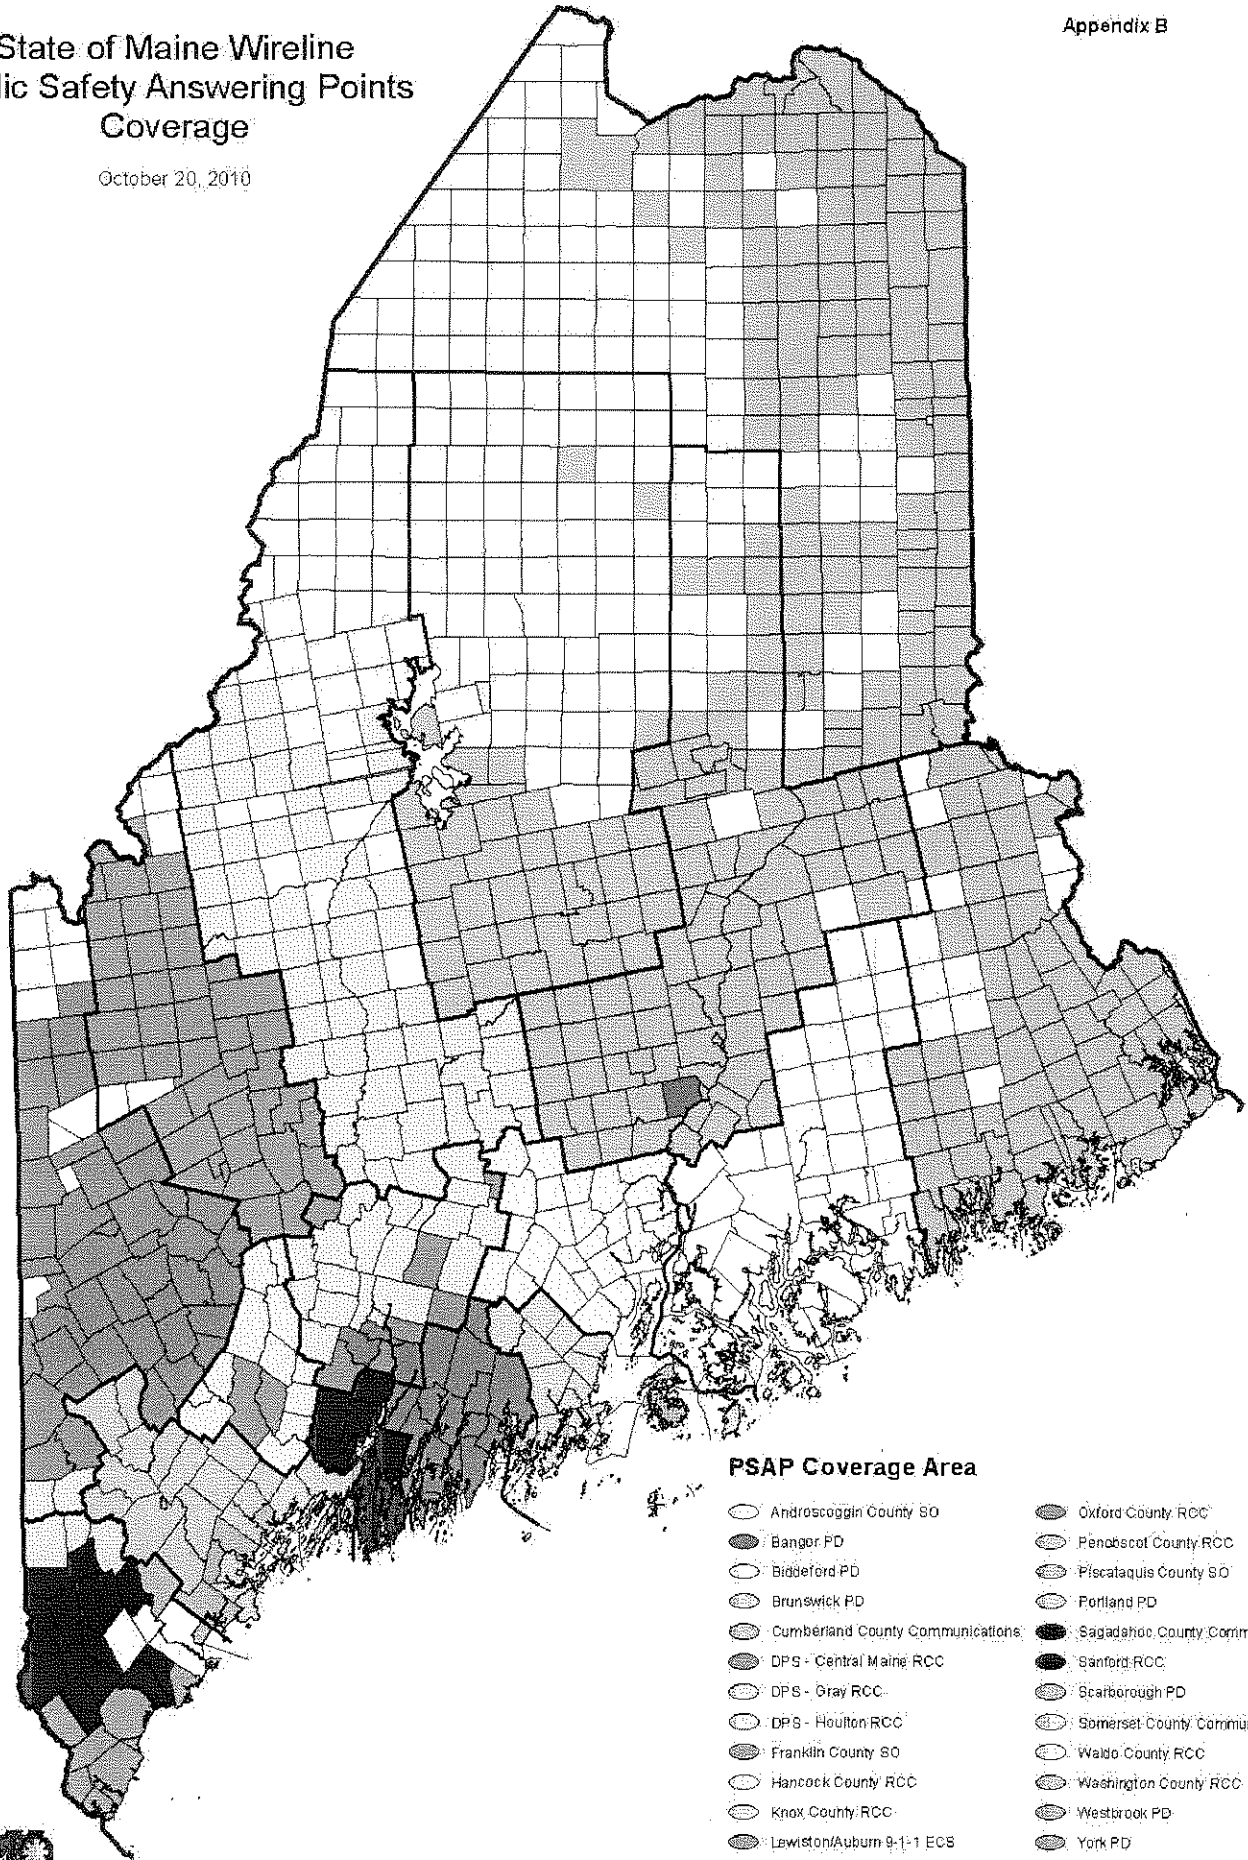 State of Maine Wireline
lic Safety Answering Points
Coverage
October 20, 2010
Appendix B
PSAP Coverage Area
Androscoggin County SO
Bangor PD
Biddeford PD
Brunswick PD
Cumberland County Communications
DPS - Central Maine RCC
DPS - Gray RCC
DPS - Houlton RCC
Franklin County SO
Hancock County RCC
Knox County RCC
Lewiston/Auburn 9-1-1 ECS
Oxford County RCC
Penobscot County RCC
Piscataquis County SO
Portland PD
Sagadahoc County Comm
Sanford RCC
Scarborough PD
Somerset County Commu
Waldo County RCC
Washington County RCC
Westbrook PD
York PD